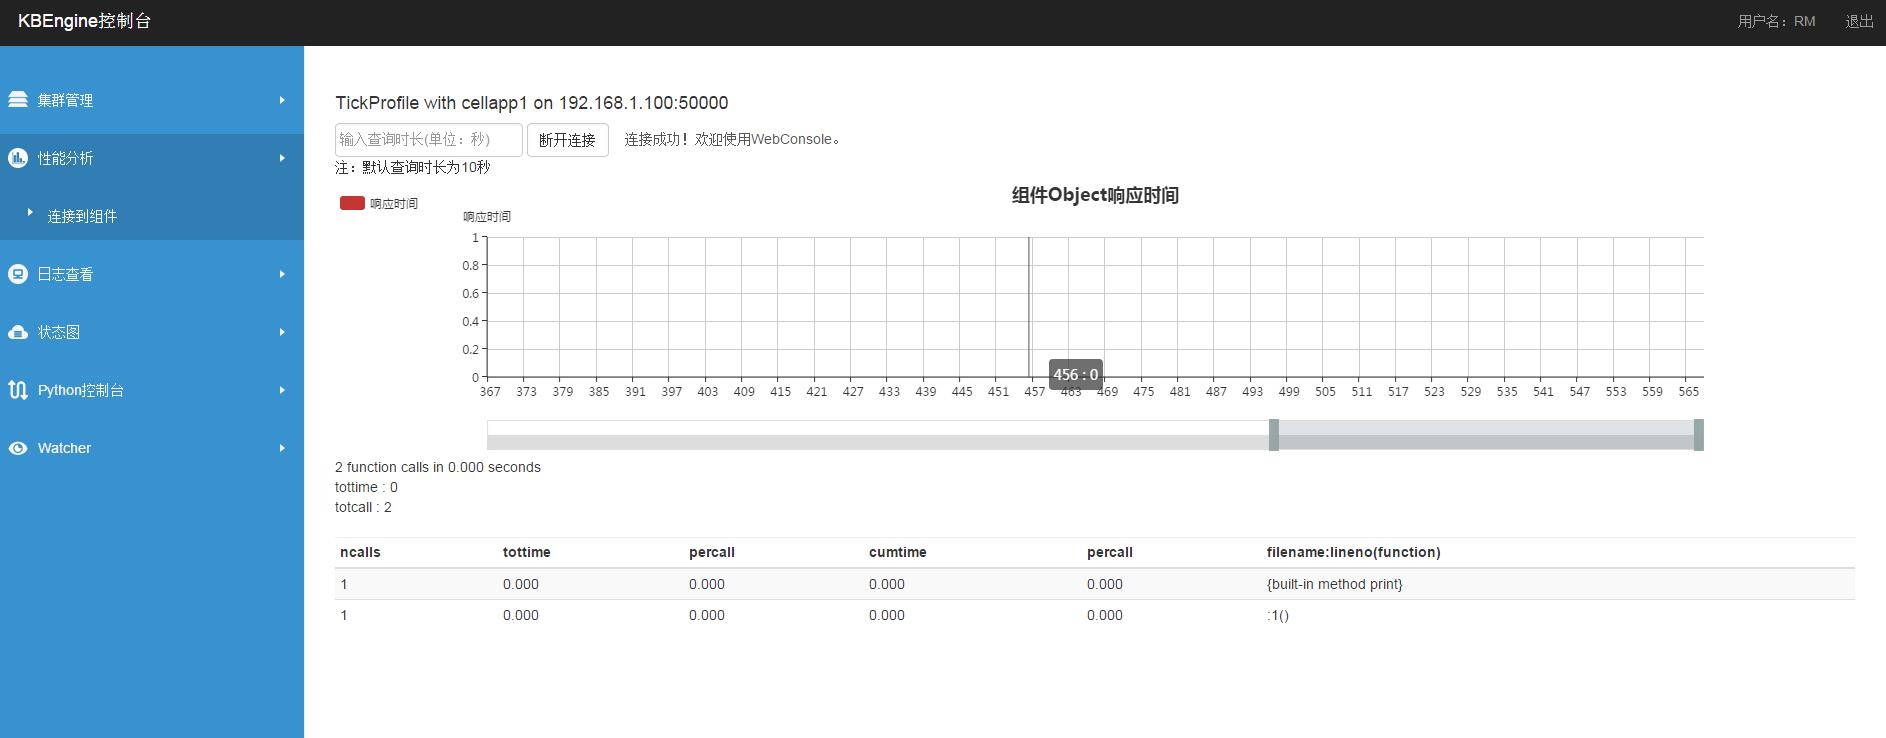 KBEngine控制台 用户名：RM 退出
集群管理
性能分析
连接到组件
日志查看
状态图
Python控制台
Watcher
TickProfile with cellapp1 on 192.168.1.100:50000
输入查询时长(单位：秒) 断开连接 连接成功！欢迎使用WebConsole。
注：默认查询时长为10秒
组件Object响应时间
响应时间
响应时间
1
0.8
0.6
0.4
0.2
0
456 : 0
367 373 379 385 391 397 403 409 415 421 427 433 439 445 451 457 463 469 475 481 487 493 499 505 511 517 523 529 535 541 547 553 559 565
2 function calls in 0.000 seconds
tottime : 0
totcall : 2
ncalls tottime percall cumtime percall filename:lineno(function)
1 0.000 0.000 0.000 0.000 {built-in method print}
1 0.000 0.000 0.000 0.000 :1()